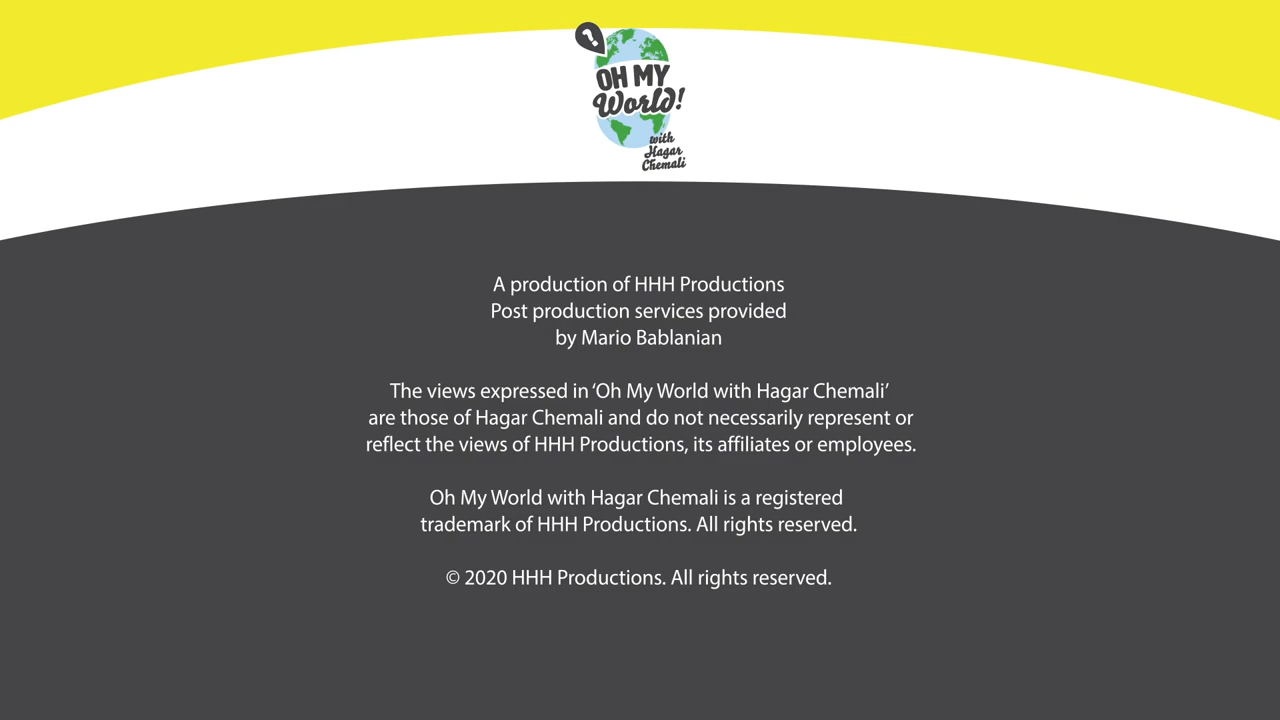 OH MY
World!
with
Hagar
Chemali
A production of HHH Productions
Post production services provided
by Mario Bablanian
The views expressed in ‘Oh My World with Hagar Chemali’
are those of Hagar Chemali and do not necessarily represent or
reflect the views of HHH Productions, its affiliates or employees.
Oh My World with Hagar Chemali is a registered
trademark of HHH Productions. All rights reserved.
© 2020 HHH Productions. All rights reserved.